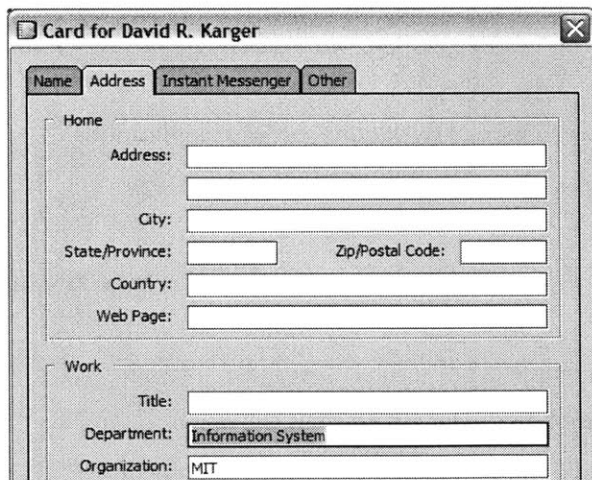 Card for David R. Karger
Name Address Instant Messenger Other
Home
Address:
City:
State/Province: Zip/Postal Code:
Country:
Web Page:
Work
Title:
Department: Information System
Organization: MIT